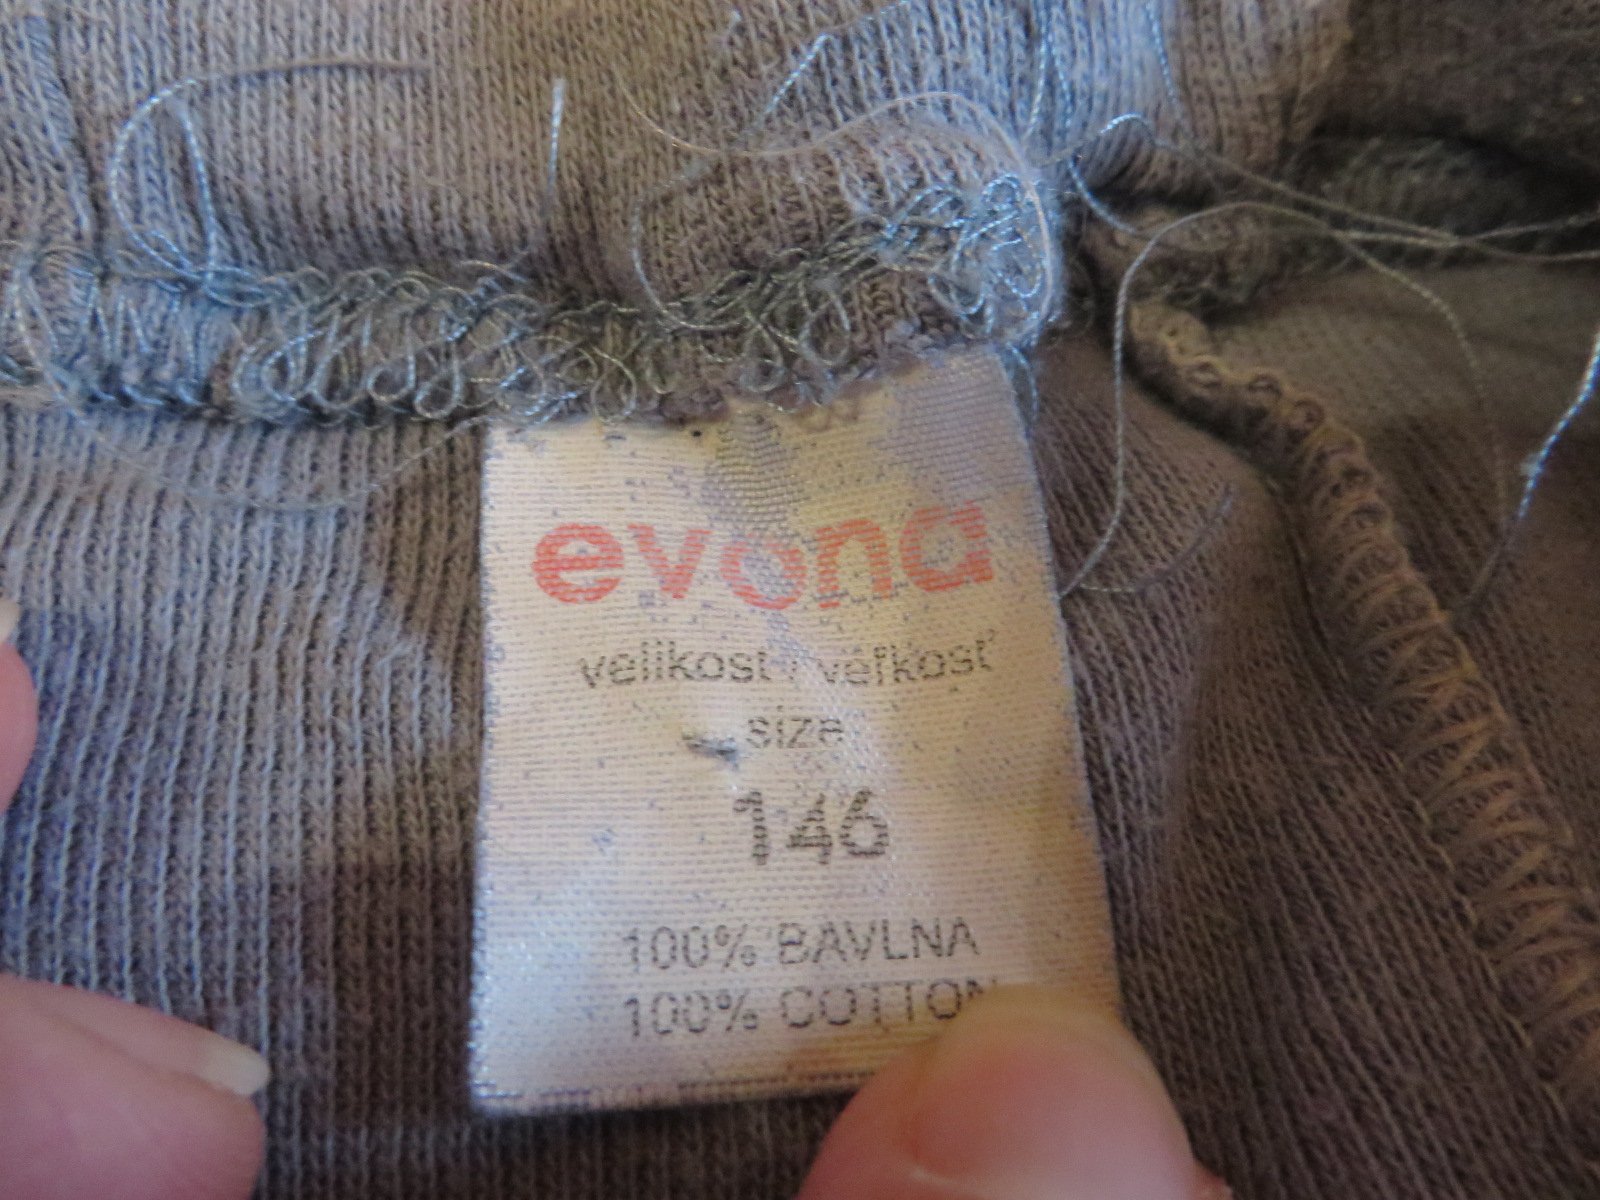 evona
velikost / veľkosť
size
146
100% BAVLNA
100% COTTON